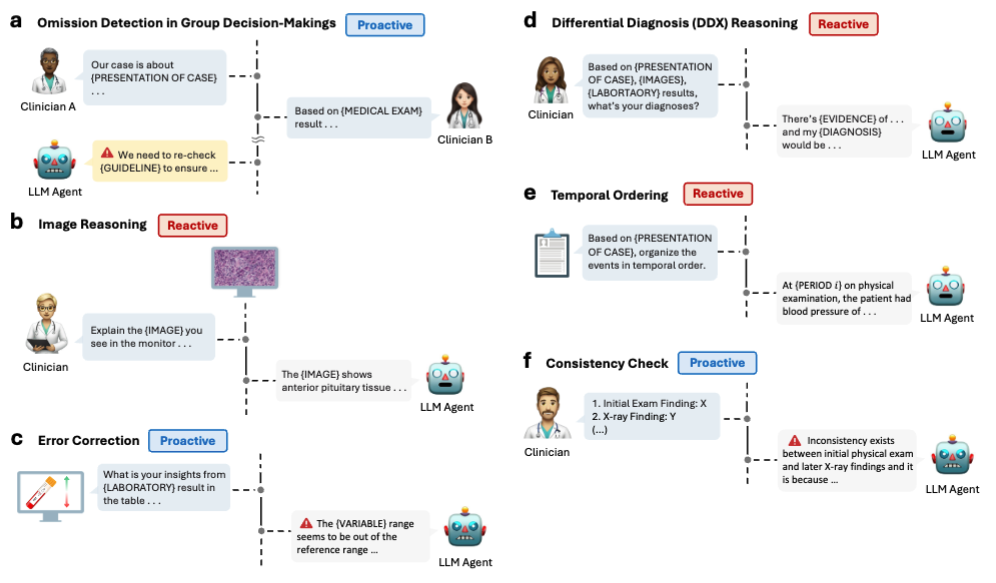 a Omission Detection in Group Decision-Makings Proactive
Our case is about
{PRESENTATION OF CASE}
. . .
Clinician A
Based on {MEDICAL EXAM}
result . . .
Clinician B
We need to re-check
{GUIDELINE} to ensure ...
LLM Agent
b Image Reasoning Reactive
Explain the {IMAGE} you
see in the monitor . . .
Clinician
The {IMAGE} shows
anterior pituitary tissue . . .
LLM Agent
c Error Correction Proactive
What is your insights from
{LABORATORY} result in
the table . . .
The {VARIABLE} range
seems to be out of the
reference range ...
LLM Agent
d Differential Diagnosis (DDX) Reasoning Reactive
Based on {PRESENTATION
OF CASE}, {IMAGES},
{LABORTAORY} results,
what's your diagnoses?
Clinician
There's {EVIDENCE} of . . .
and my {DIAGNOSIS}
would be . . .
LLM Agent
e Temporal Ordering Reactive
Based on {PRESENTATION
OF CASE}, organize the
events in temporal order.
At {PERIOD i} on physical
examination, the patient had
blood pressure of . . .
LLM Agent
f Consistency Check Proactive
1. Initial Exam Finding: X
2. X-ray Finding: Y
(...)
Clinician
Inconsistency exists
between initial physical exam
and later X-ray findings and it
is because ...
LLM Agent